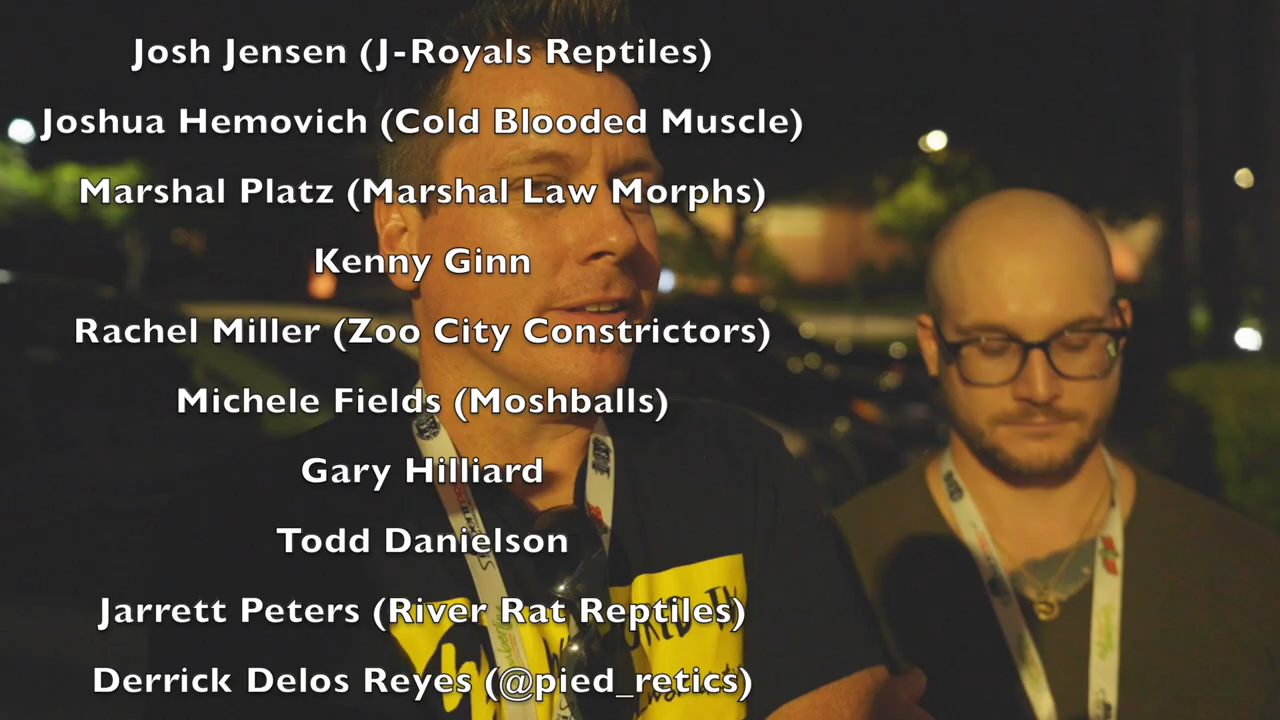 Josh Jensen (J-Royals Reptiles)
Joshua Hemovich (Cold Blooded Muscle)
Marshal Platz (Marshal Law Morphs)
Kenny Ginn
Rachel Miller (Zoo City Constrictors)
Michele Fields (Moshballs)
Gary Hilliard
Todd Danielson
Jarrett Peters (River Rat Reptiles)
Derrick Delos Reyes (@pied_retics)